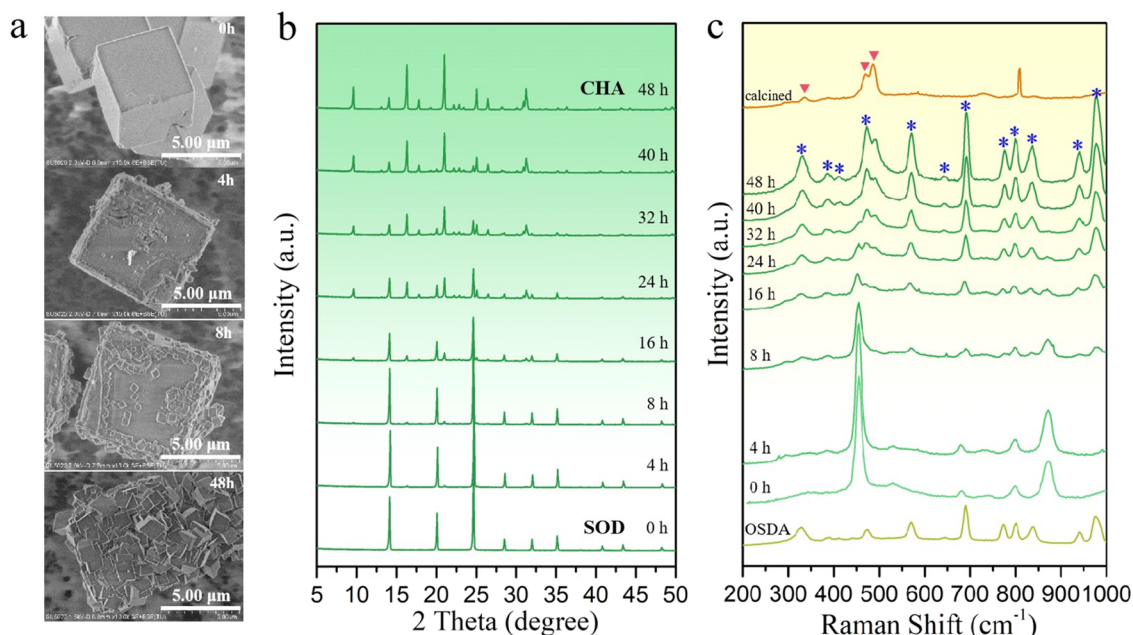 a
0h
5.00 μm
4h
5.00 μm
8h
5.00 μm
48h
5.00 μm
b
Intensity (a.u.)
CHA 48 h
40 h
32 h
24 h
16 h
8 h
4 h
SOD 0 h
5 10 15 20 25 30 35 40 45 50
2 Theta (degree)
c
Intensity (a.u.)
calcined
48 h
40 h
32 h
24 h
16 h
8 h
4 h
0 h
OSDA
200 300 400 500 600 700 800 900 1000
Raman Shift (cm⁻¹)